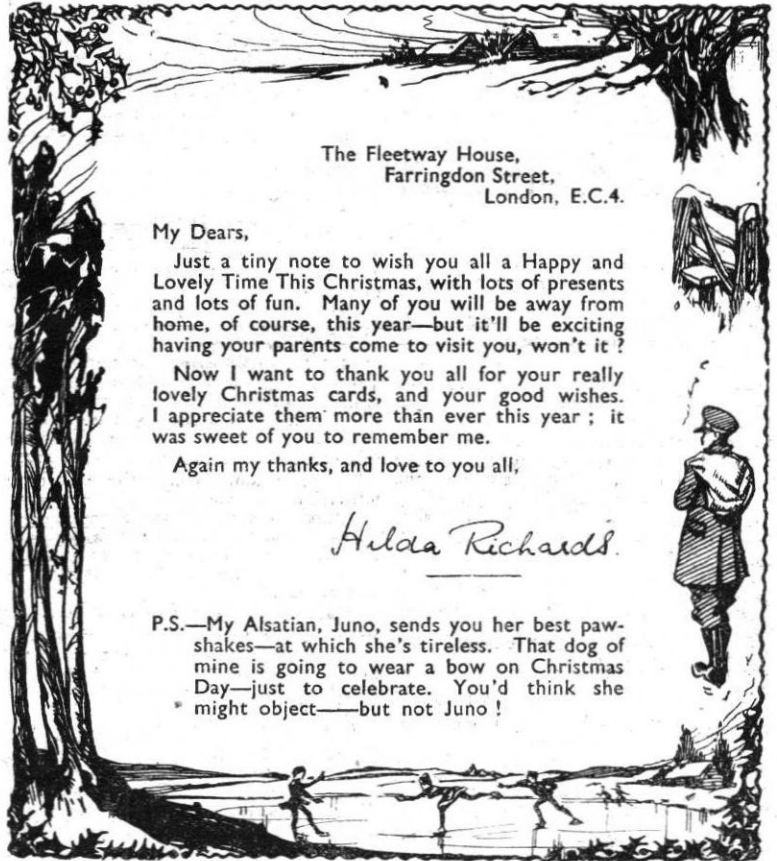 The Fleetway House,
Farringdon Street,
London, E.C.4.
My Dears,
Just a tiny note to wish you all a Happy and
Lovely Time This Christmas, with lots of presents
and lots of fun. Many of you will be away from
home, of course, this year—but it'll be exciting
having your parents come to visit you, won't it ?
Now I want to thank you all for your really
lovely Christmas cards, and your good wishes.
I appreciate them more than ever this year ; it
was sweet of you to remember me.
Again my thanks, and love to you all,
Hilda Richards.
P.S.—My Alsatian, Juno, sends you her best paw-
shakes—at which she's tireless. That dog of
mine is going to wear a bow on Christmas
Day—just to celebrate. You'd think she
might object——but not Juno !